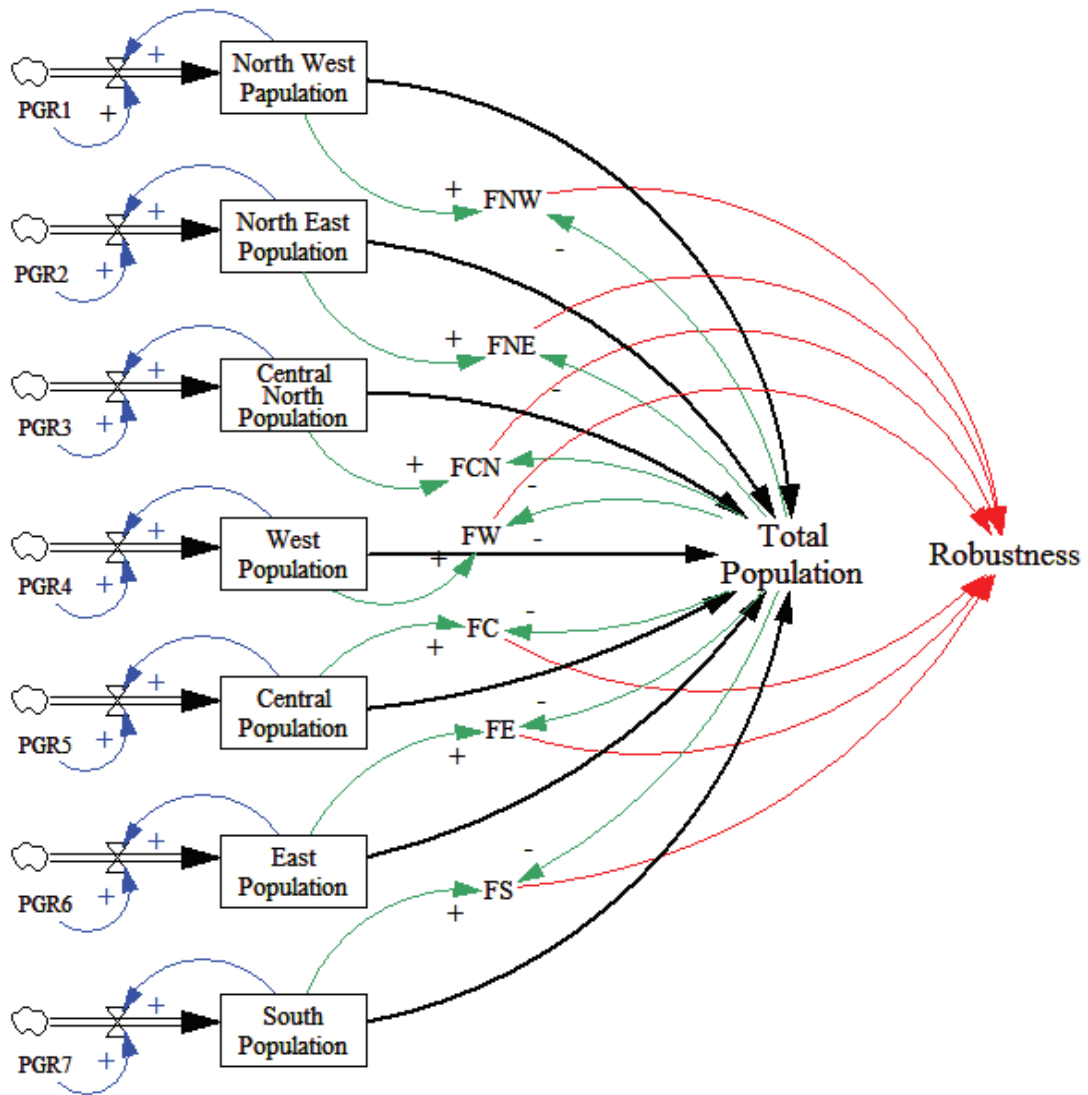 North West
Papulation
+
PGR1
+
+
FNW
-
North East
Population
+
PGR2
+
+
FNE
-
Central
North
Population
+
PGR3
+
+
FCN
-
West
Population
+
PGR4
+
+
FW
-
Total
Population
Robustness
-
FC
+
Central
Population
+
PGR5
+
-
FE
+
East
Population
+
PGR6
+
-
FS
+
South
Population
+
PGR7
+